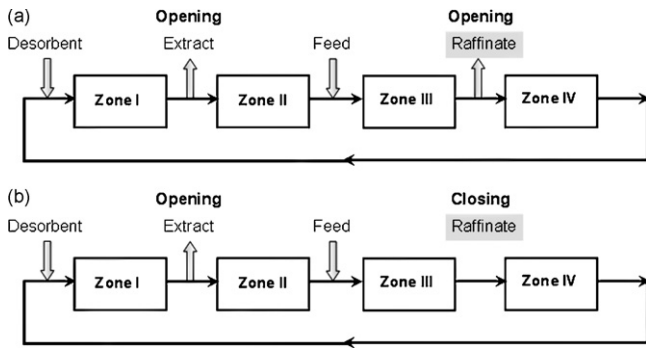 (a) Opening Opening
Desorbent Extract Feed Raffinate
Zone I Zone II Zone III Zone IV
(b) Opening Closing
Desorbent Extract Feed Raffinate
Zone I Zone II Zone III Zone IV